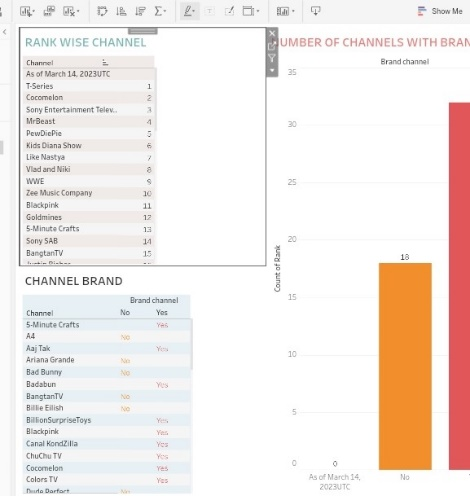 Show Me
RANK WISE CHANNEL
Channel
As of March 14, 2023UTC
T-Series 1
Cocomelon 2
Sony Entertainment Telev.. 3
MrBeast 4
PewDiePie 5
Kids Diana Show 6
Like Nastya 7
Vlad and Niki 8
WWE 9
Zee Music Company 10
Blackpink 11
Goldmines 12
5-Minute Crafts 13
Sony SAB 14
BangtanTV 15
Justin Bieber
CHANNEL BRAND
Brand channel
Channel No Yes
5-Minute Crafts Yes
A4 No
Aaj Tak Yes
Ariana Grande No
Bad Bunny No
Badabun Yes
BangtanTV No
Billie Eilish No
BillionSurpriseToys Yes
Blackpink Yes
Canal KondZilla Yes
ChuChu TV Yes
Cocomelon Yes
Colors TV Yes
Dude Perfect No
UMBER OF CHANNELS WITH BRAN
Brand channel
35
30
25
20
15
10
5
0
Count of Rank
18
0
As of March 14,
2023UTC
No